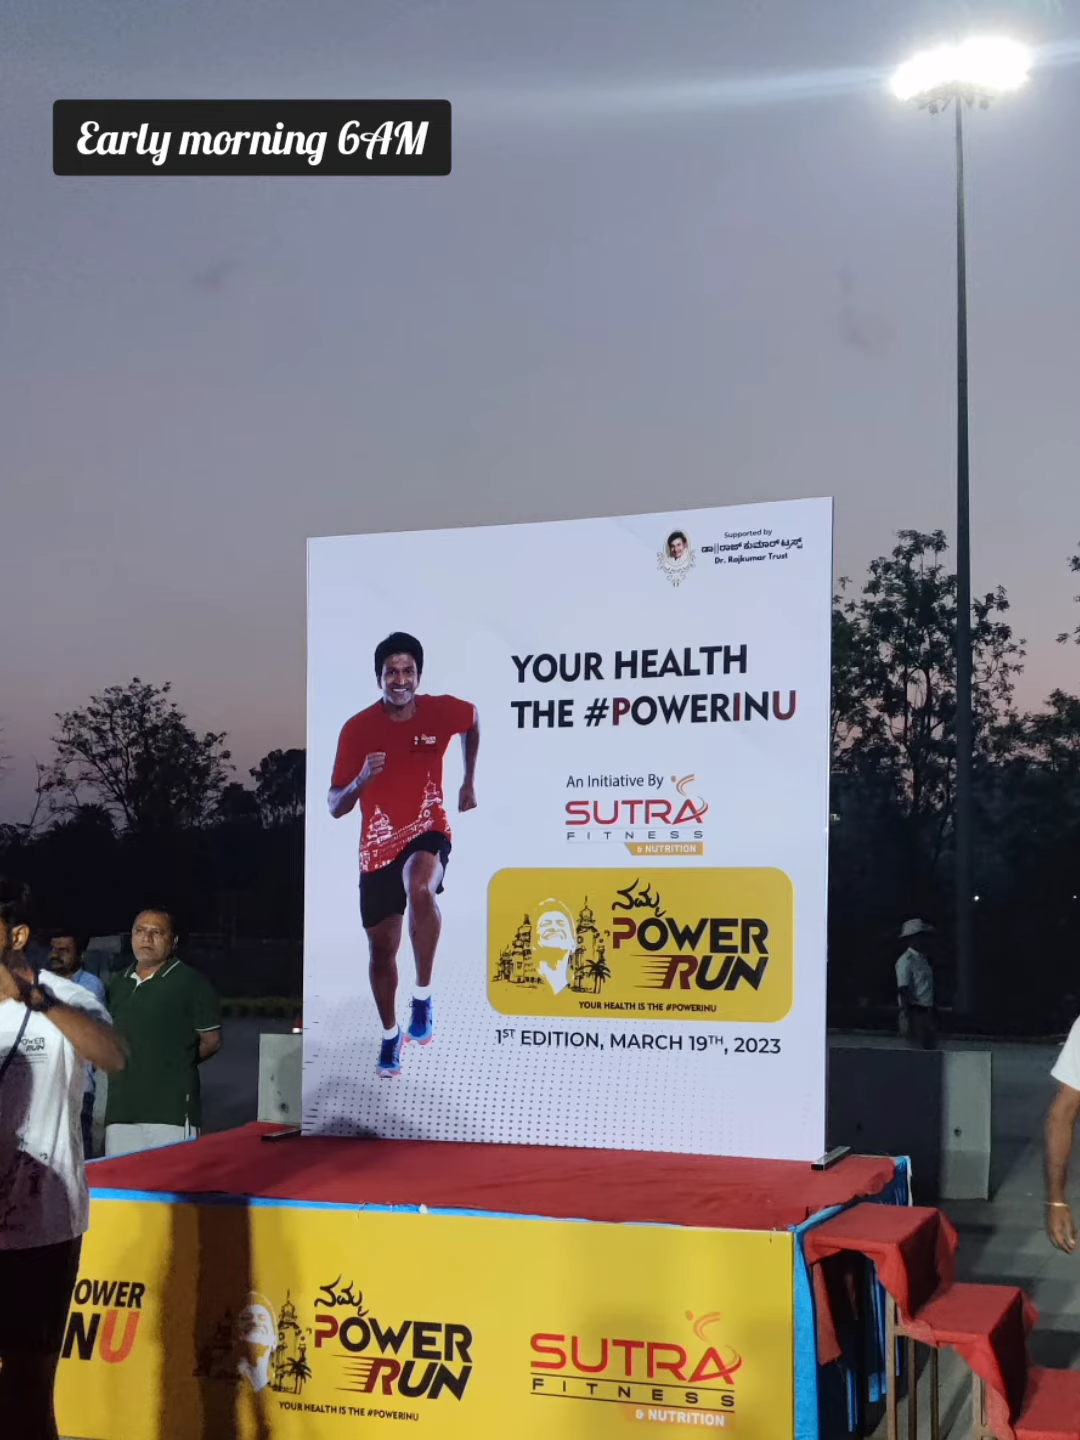 Early morning 6AM
Supported by
ಡಾ||ರಾಜ್ ಕುಮಾರ್ ಟ್ರಸ್ಟ್
Dr. Rajkumar Trust
YOUR HEALTH
THE #POWERINU
An Initiative By
SUTRA
FITNESS
& NUTRITION
ನಮ್ಮ
POWER
RUN
YOUR HEALTH IS THE #POWERINU
1ST EDITION, MARCH 19TH, 2023
POWER
RUN
OWER
NU
ನಮ್ಮ
POWER
RUN
YOUR HEALTH IS THE #POWERINU
SUTRA
FITNESS
& NUTRITION